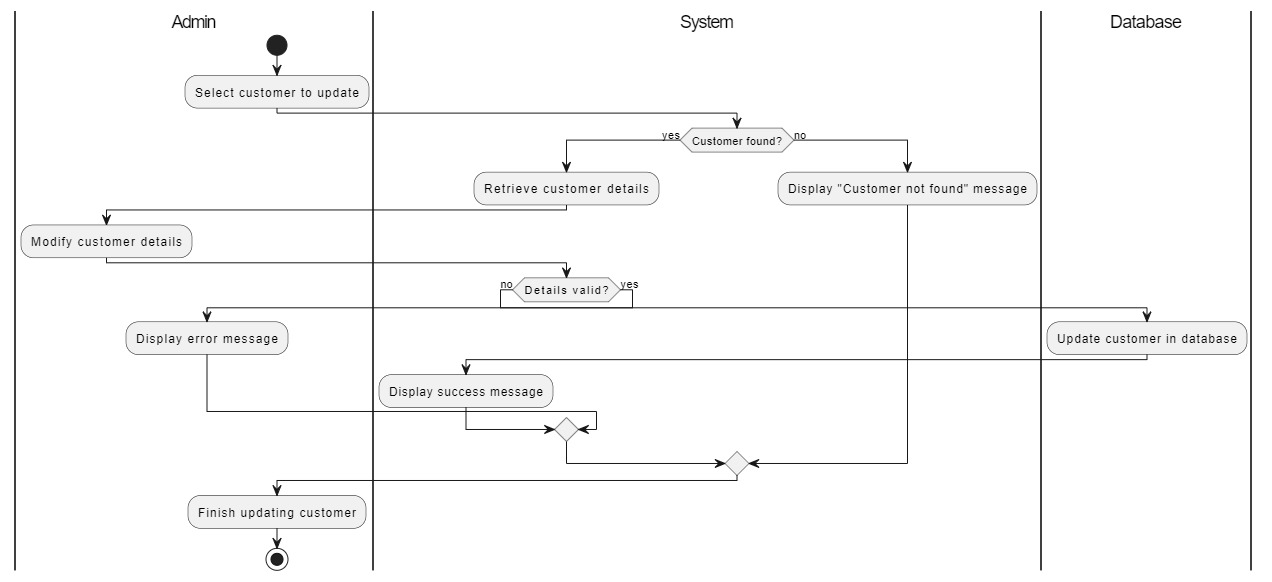 Admin
System
Database
Select customer to update
yes
Customer found?
no
Retrieve customer details
Display "Customer not found" message
Modify customer details
no
Details valid?
yes
Display error message
Update customer in database
Display success message
Finish updating customer